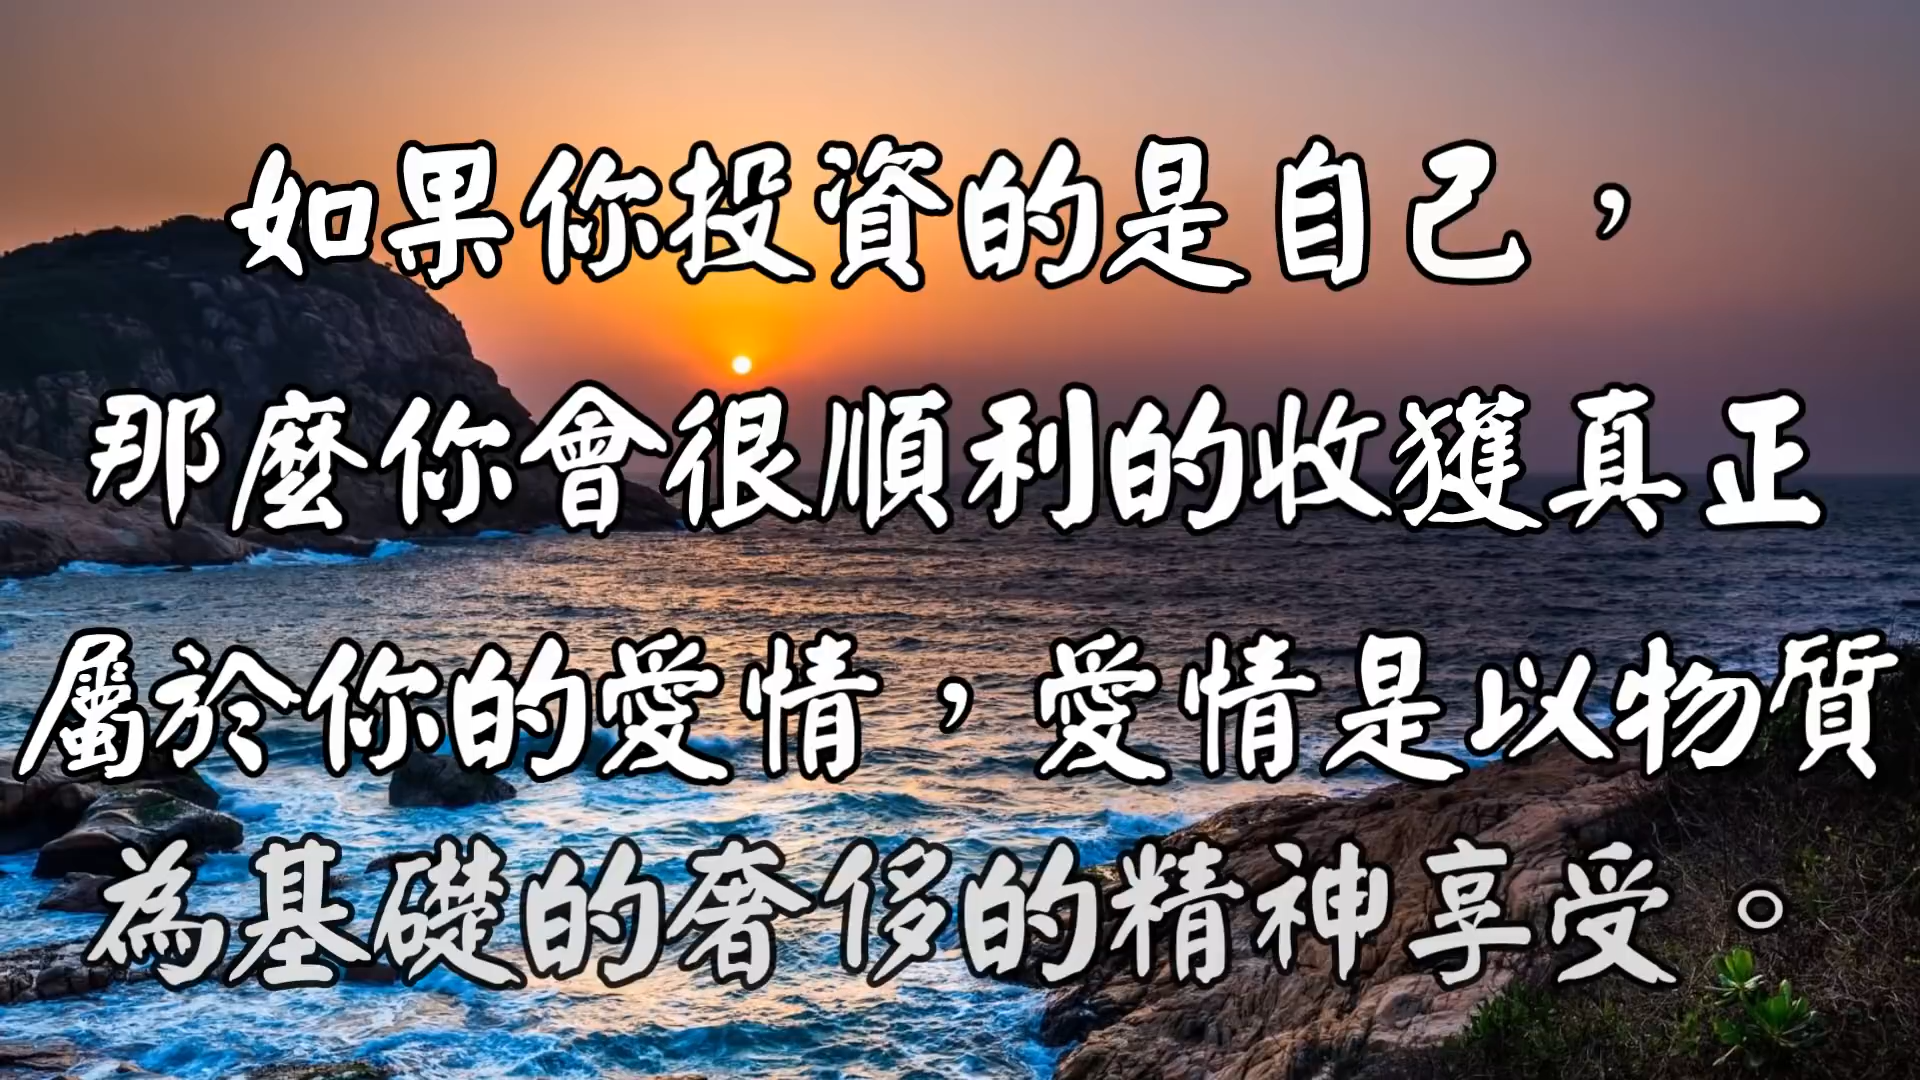 如果你投資的是自己，
那麼你會很順利的收獲真正
屬於你的愛情，愛情是以物質
為基礎的奢侈的精神享受。